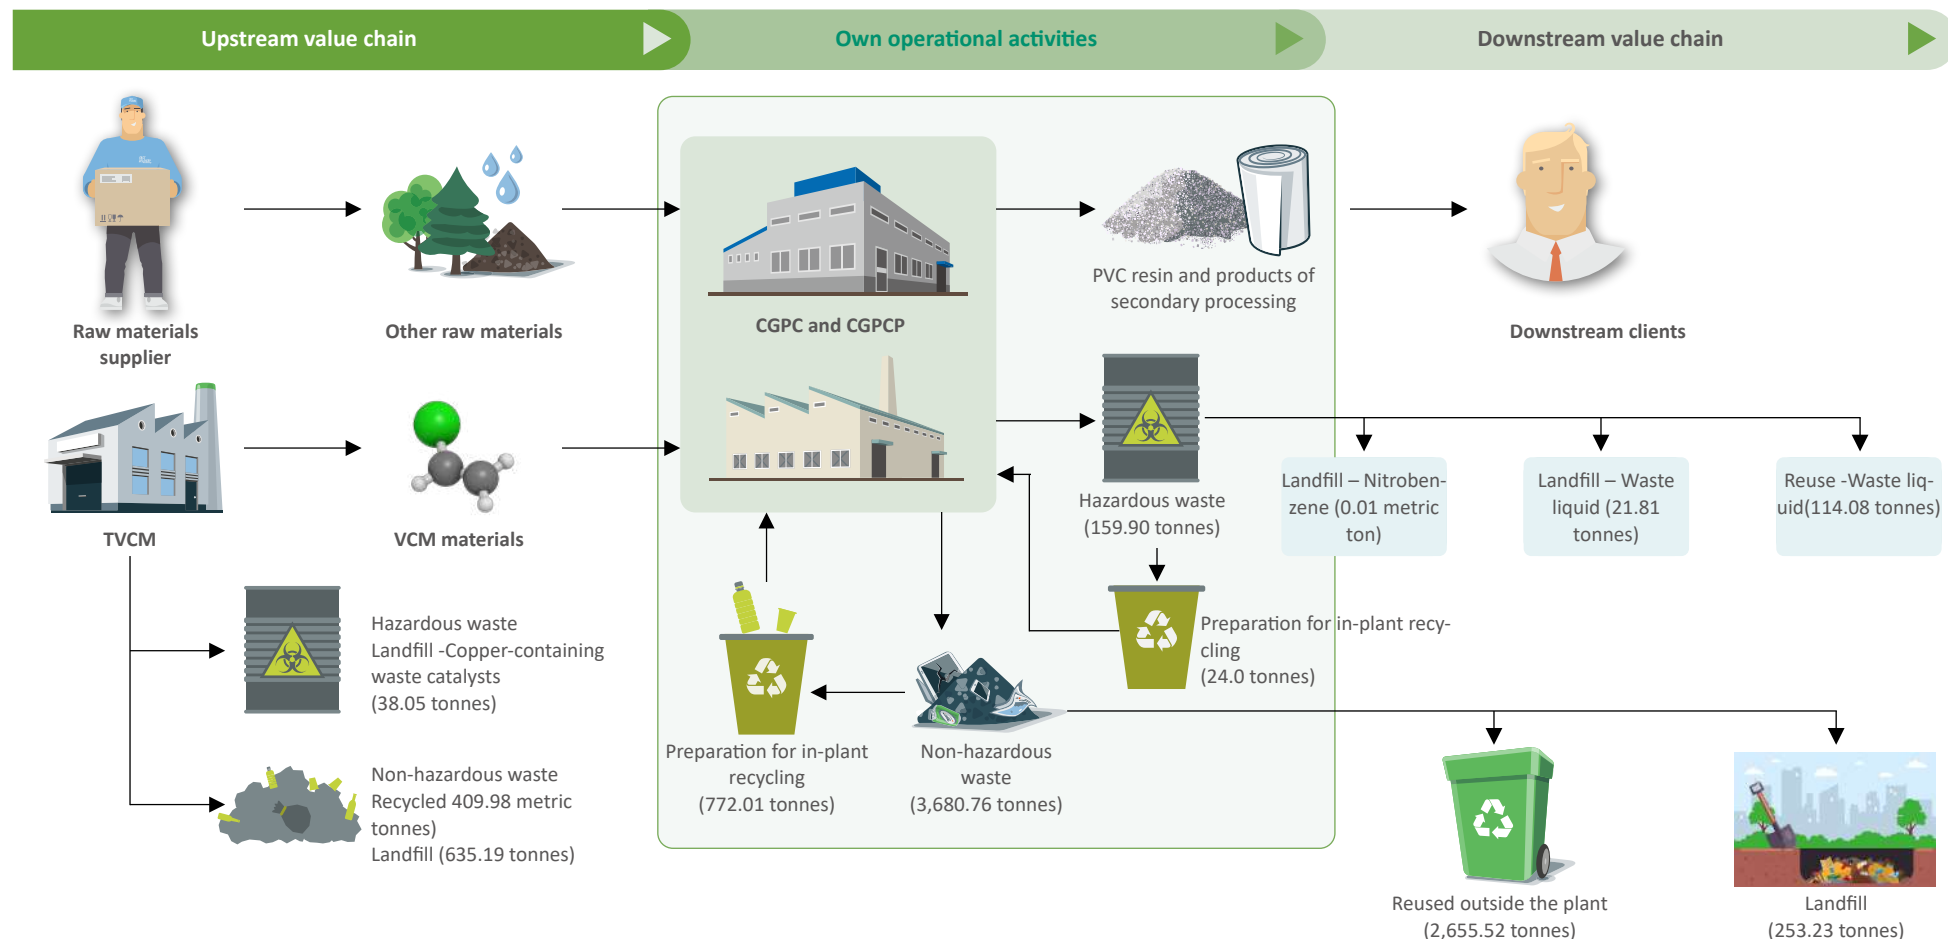 Upstream value chain
Own operational activities
Downstream value chain
Raw materials
supplier
Other raw materials
CGPC and CGPCP
PVC resin and products of
secondary processing
Downstream clients
TVCM
VCM materials
Hazardous waste
(159.90 tonnes)
Landfill – Nitroben-
zene (0.01 metric
ton)
Landfill – Waste
liquid (21.81
tonnes)
Reuse -Waste liq-
uid(114.08 tonnes)
Hazardous waste
Landfill -Copper-containing
waste catalysts
(38.05 tonnes)
Preparation for in-plant recy-
cling
(24.0 tonnes)
Non-hazardous waste
Recycled 409.98 metric
tonnes)
Landfill (635.19 tonnes)
Preparation for in-plant
recycling
(772.01 tonnes)
Non-hazardous
waste
(3,680.76 tonnes)
Reused outside the plant
(2,655.52 tonnes)
Landfill
(253.23 tonnes)